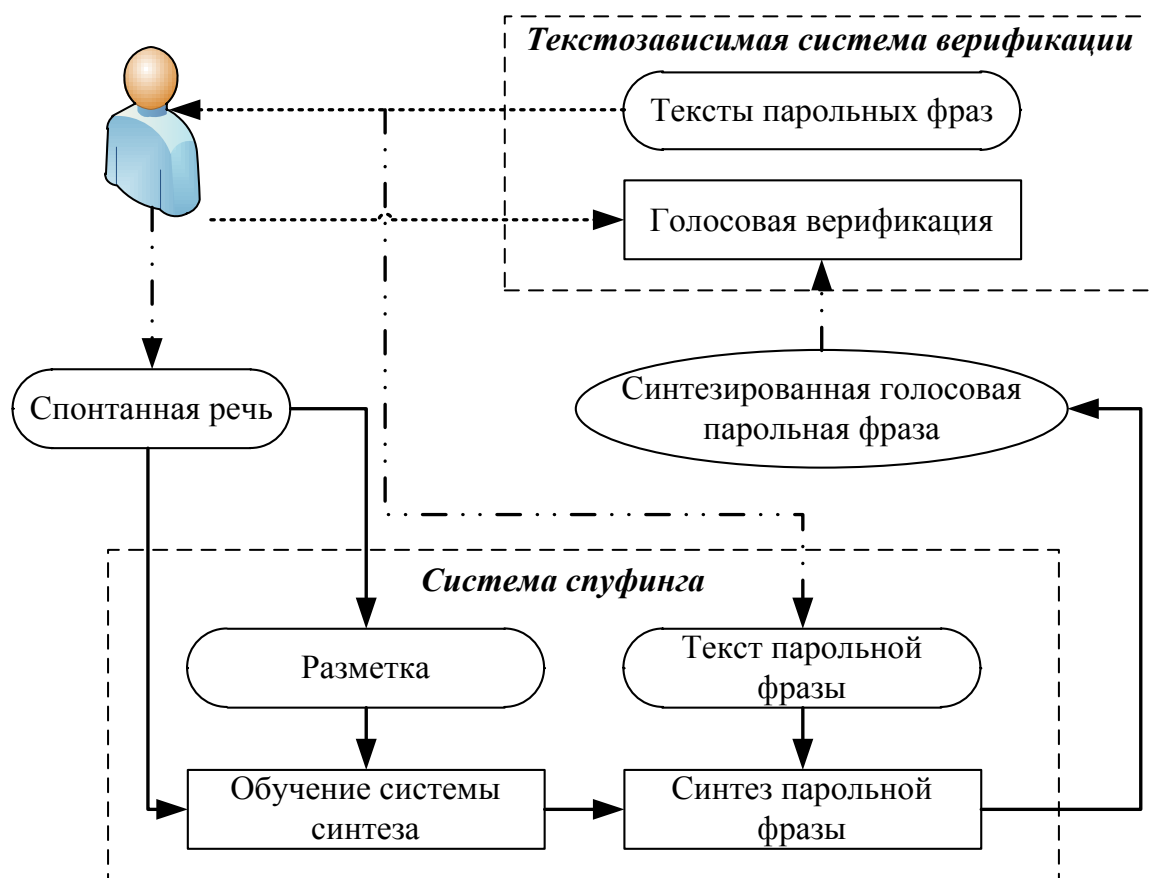 Текстозависимая система верификации
Тексты парольных фраз
Голосовая верификация
Спонтанная речь
Синтезированная голосовая
парольная фраза
Система спуфинга
Разметка
Текст парольной
фразы
Обучение системы
синтеза
Синтез парольной
фразы